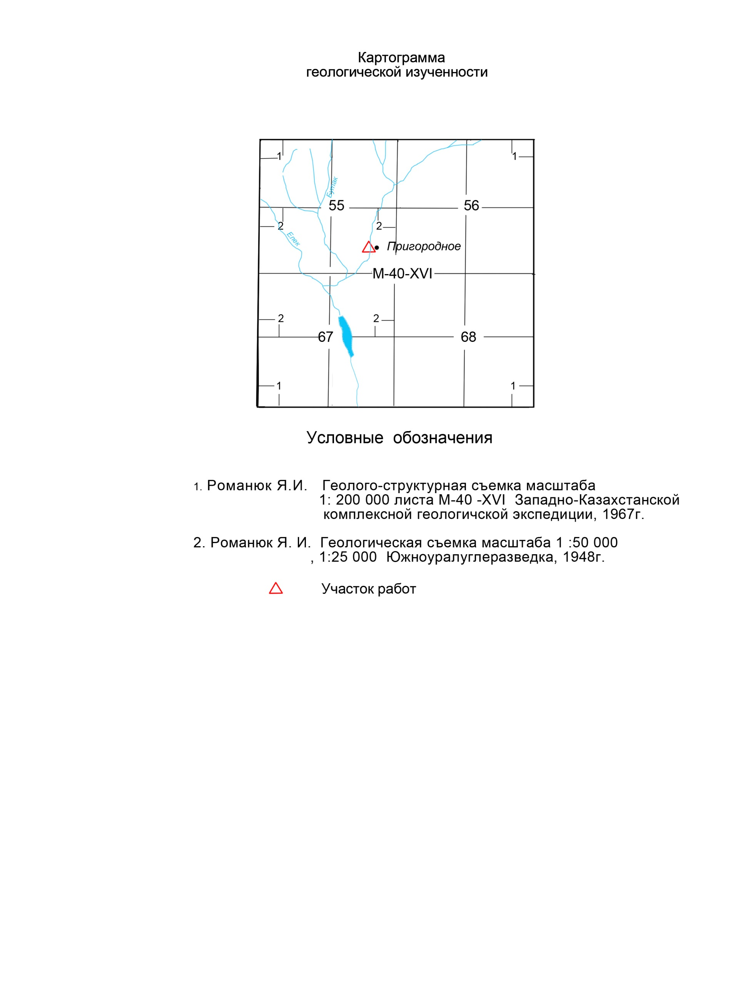 Картограмма
геологической изученности
1
1
Бутак
55
56
2
2
Елек
Пригородное
М-40-XVI
2
2
67
68
1
1
Условные обозначения
1. Романюк Я.И. Геолого-структурная съемка масштаба
1: 200 000 листа М-40 -XVI Западно-Казахстанской
комплексной геологичской экспедиции, 1967г.
2. Романюк Я. И. Геологическая съемка масштаба 1 :50 000
, 1:25 000 Южноуралуглеразведка, 1948г.
Участок работ